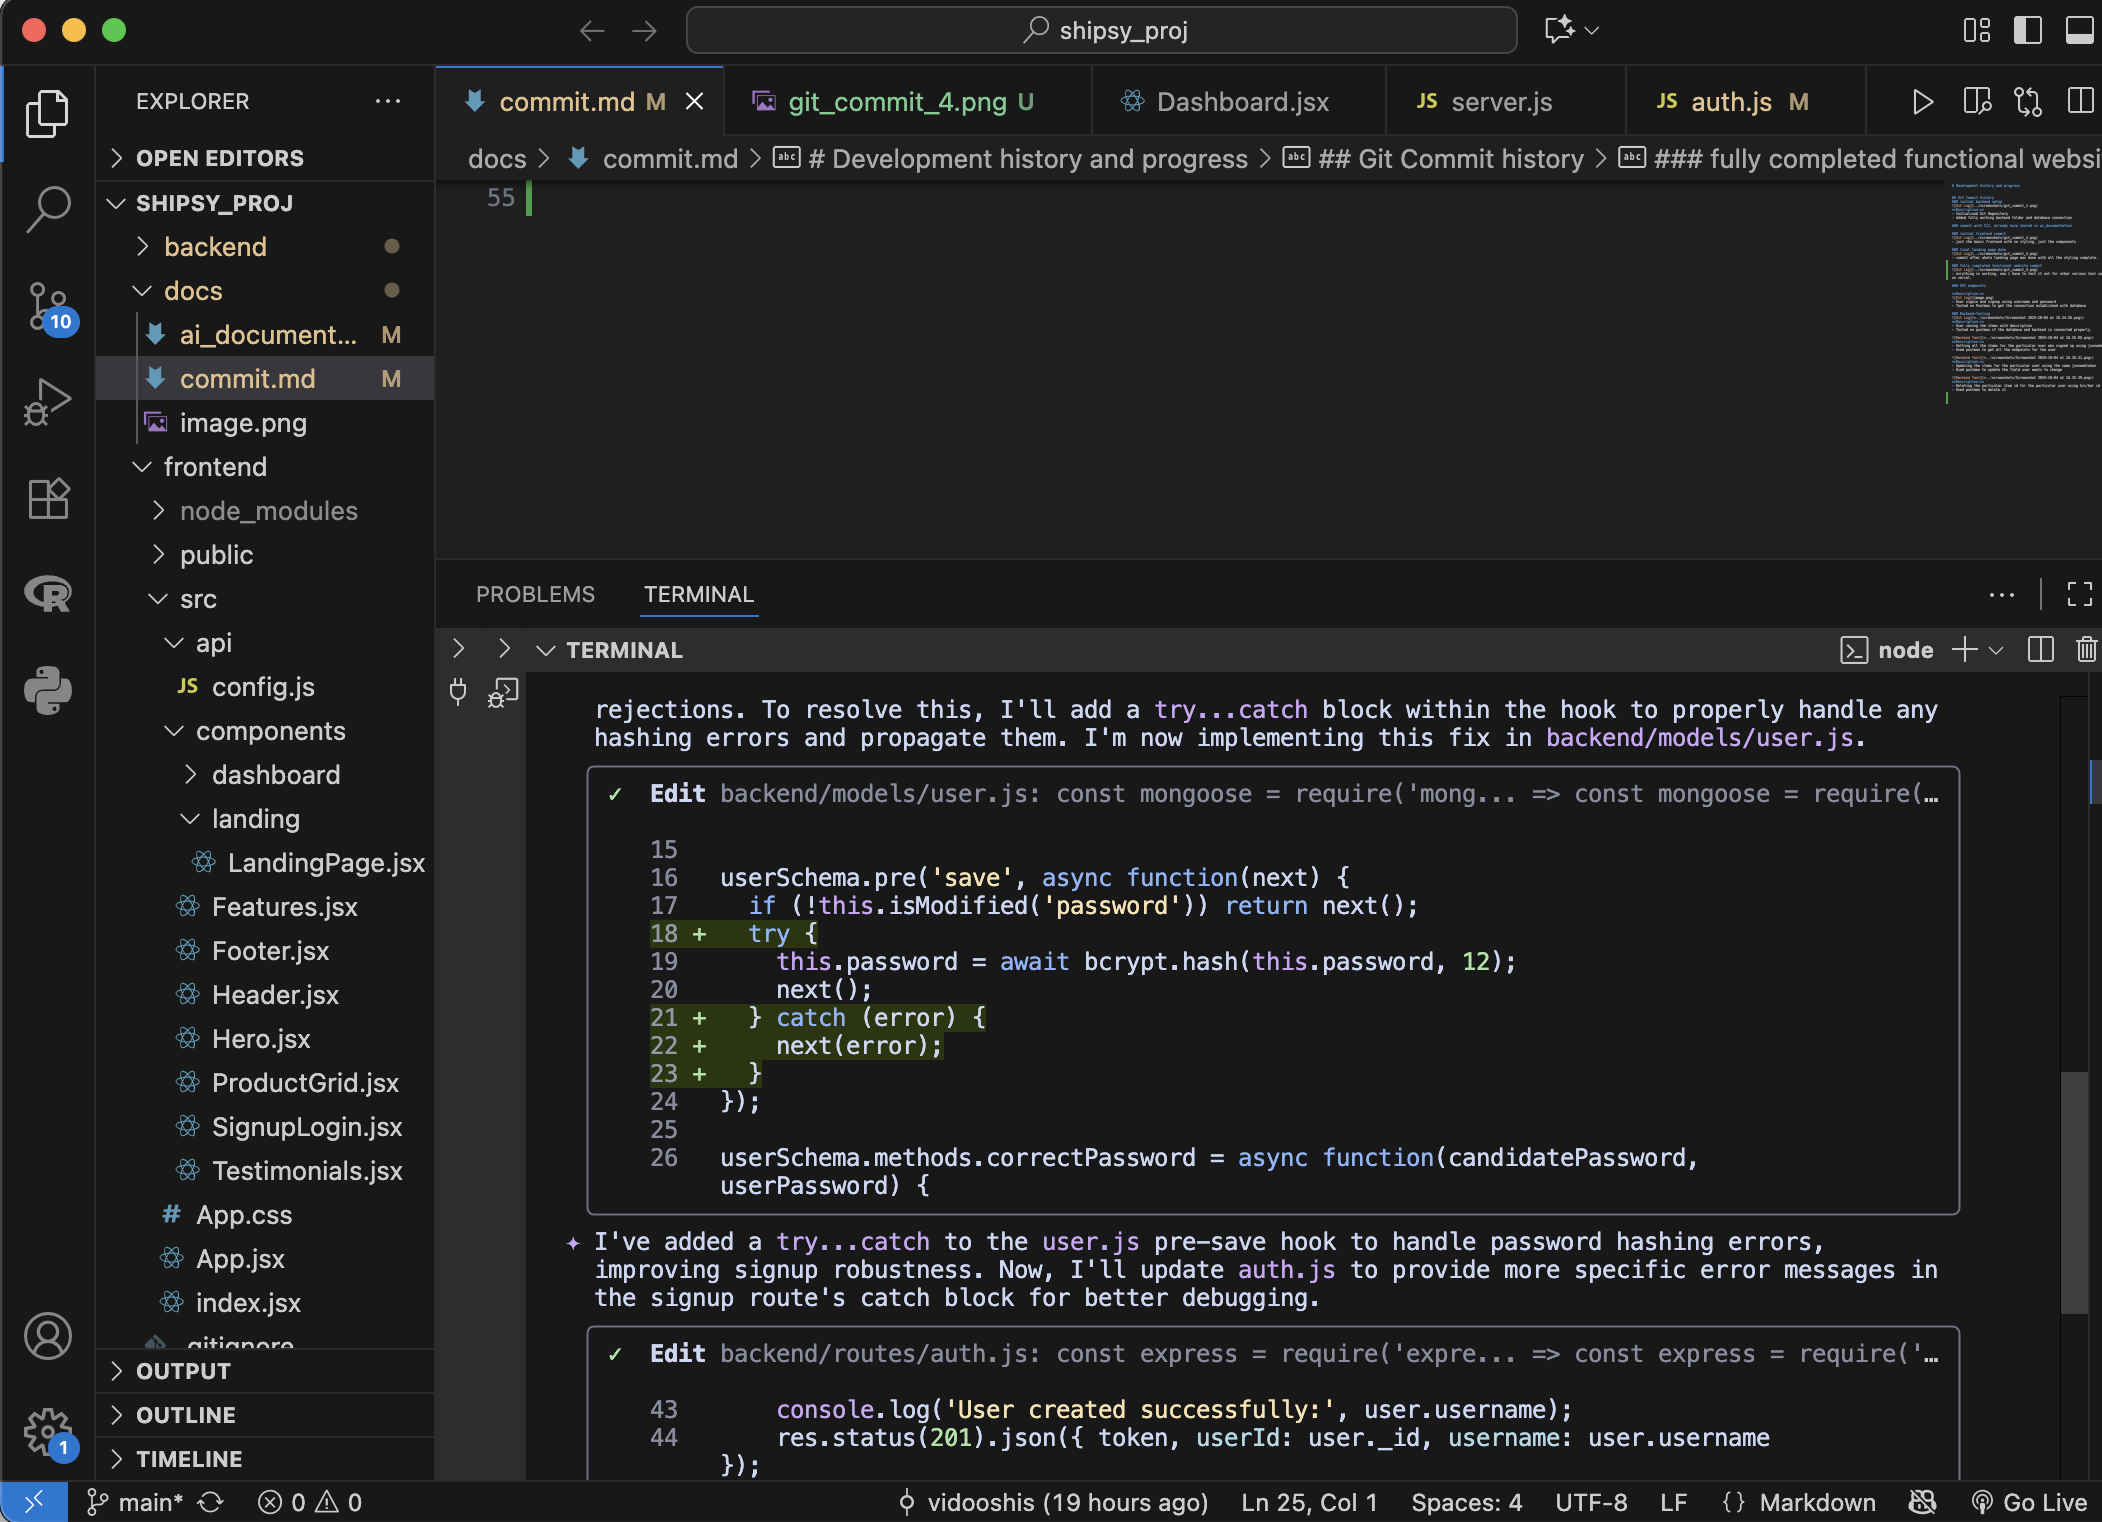 shipsy_proj
EXPLORER
OPEN EDITORS
SHIPSY_PROJ
backend
docs
ai_document... M
commit.md M
image.png
frontend
node_modules
public
src
api
JS config.js
components
dashboard
landing
LandingPage.jsx
Features.jsx
Footer.jsx
Header.jsx
Hero.jsx
ProductGrid.jsx
SignupLogin.jsx
Testimonials.jsx
# App.css
App.jsx
index.jsx
.gitignore
OUTPUT
OUTLINE
TIMELINE
10
1
commit.md M
git_commit_4.png U
Dashboard.jsx
JS server.js
JS auth.js M
docs > commit.md > # Development history and progress > ## Git Commit history > ### fully completed functional websi
55
PROBLEMS TERMINAL
TERMINAL
node
rejections. To resolve this, I'll add a try...catch block within the hook to properly handle any
hashing errors and propagate them. I'm now implementing this fix in backend/models/user.js.
✓ Edit backend/models/user.js: const mongoose = require('mong... => const mongoose = require(…
15
16 userSchema.pre('save', async function(next) {
17 if (!this.isModified('password')) return next();
18 + try {
19 this.password = await bcrypt.hash(this.password, 12);
20 next();
21 + } catch (error) {
22 + next(error);
23 + }
24 });
25
26 userSchema.methods.correctPassword = async function(candidatePassword,
userPassword) {
✦ I've added a try...catch to the user.js pre-save hook to handle password hashing errors,
improving signup robustness. Now, I'll update auth.js to provide more specific error messages in
the signup route's catch block for better debugging.
✓ Edit backend/routes/auth.js: const express = require('expre... => const express = require('…
43 console.log('User created successfully:', user.username);
44 res.status(201).json({ token, userId: user._id, username: user.username
});
main*
0 0
vidooshis (19 hours ago)
Ln 25, Col 1
Spaces: 4
UTF-8
LF
{} Markdown
Go Live